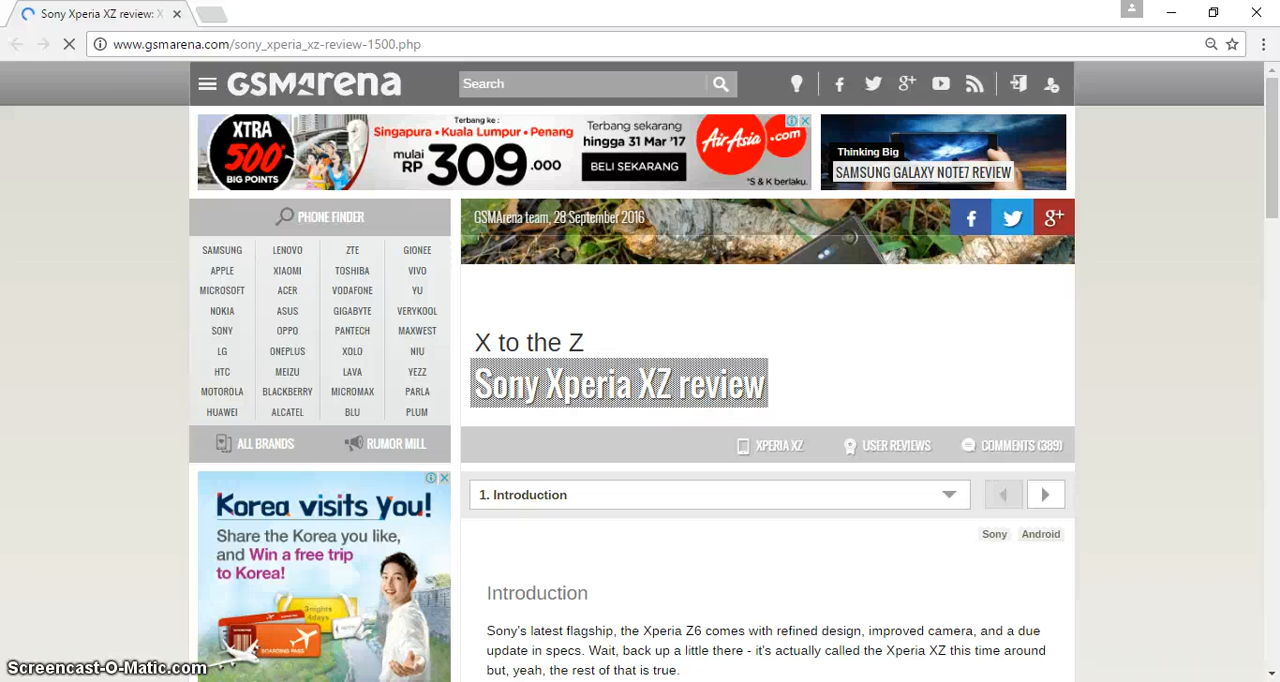 Sony Xperia XZ review: X
www.gsmarena.com/sony_xperia_xz-review-1500.php
GSMArena
Search
XTRA
500
BIG POINTS
Terbang ke :
Singapura • Kuala Lumpur • Penang
mulai
RP 309.000
Terbang sekarang
hingga 31 Mar '17
BELI SEKARANG
AirAsia.com
*S & K berlaku.
Thinking Big
SAMSUNG GALAXY NOTE7 REVIEW
PHONE FINDER
SAMSUNG LENOVO ZTE GIONEE
APPLE XIAOMI TOSHIBA VIVO
MICROSOFT ACER VODAFONE YU
NOKIA ASUS GIGABYTE VERYKOOL
SONY OPPO PANTECH MAXWEST
LG ONEPLUS XOLO NIU
HTC MEIZU LAVA YEZZ
MOTOROLA BLACKBERRY MICROMAX PARLA
HUAWEI ALCATEL BLU PLUM
ALL BRANDS RUMOR MILL
GSMArena team, 28 September 2016
X to the Z
Sony Xperia XZ review
XPERIA XZ USER REVIEWS COMMENTS (389)
1. Introduction
Sony Android
Introduction
Sony's latest flagship, the Xperia Z6 comes with refined design, improved camera, and a due
update in specs. Wait, back up a little there - it's actually called the Xperia XZ this time around
but, yeah, the rest of that is true.
Korea visits You!
Share the Korea you like,
and Win a free trip
to Korea!
3nights
4days
BOARDING PASS
Screencast-O-Matic.com